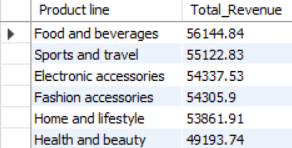 Product line Total_Revenue
Food and beverages 56144.84
Sports and travel 55122.83
Electronic accessories 54337.53
Fashion accessories 54305.9
Home and lifestyle 53861.91
Health and beauty 49193.74